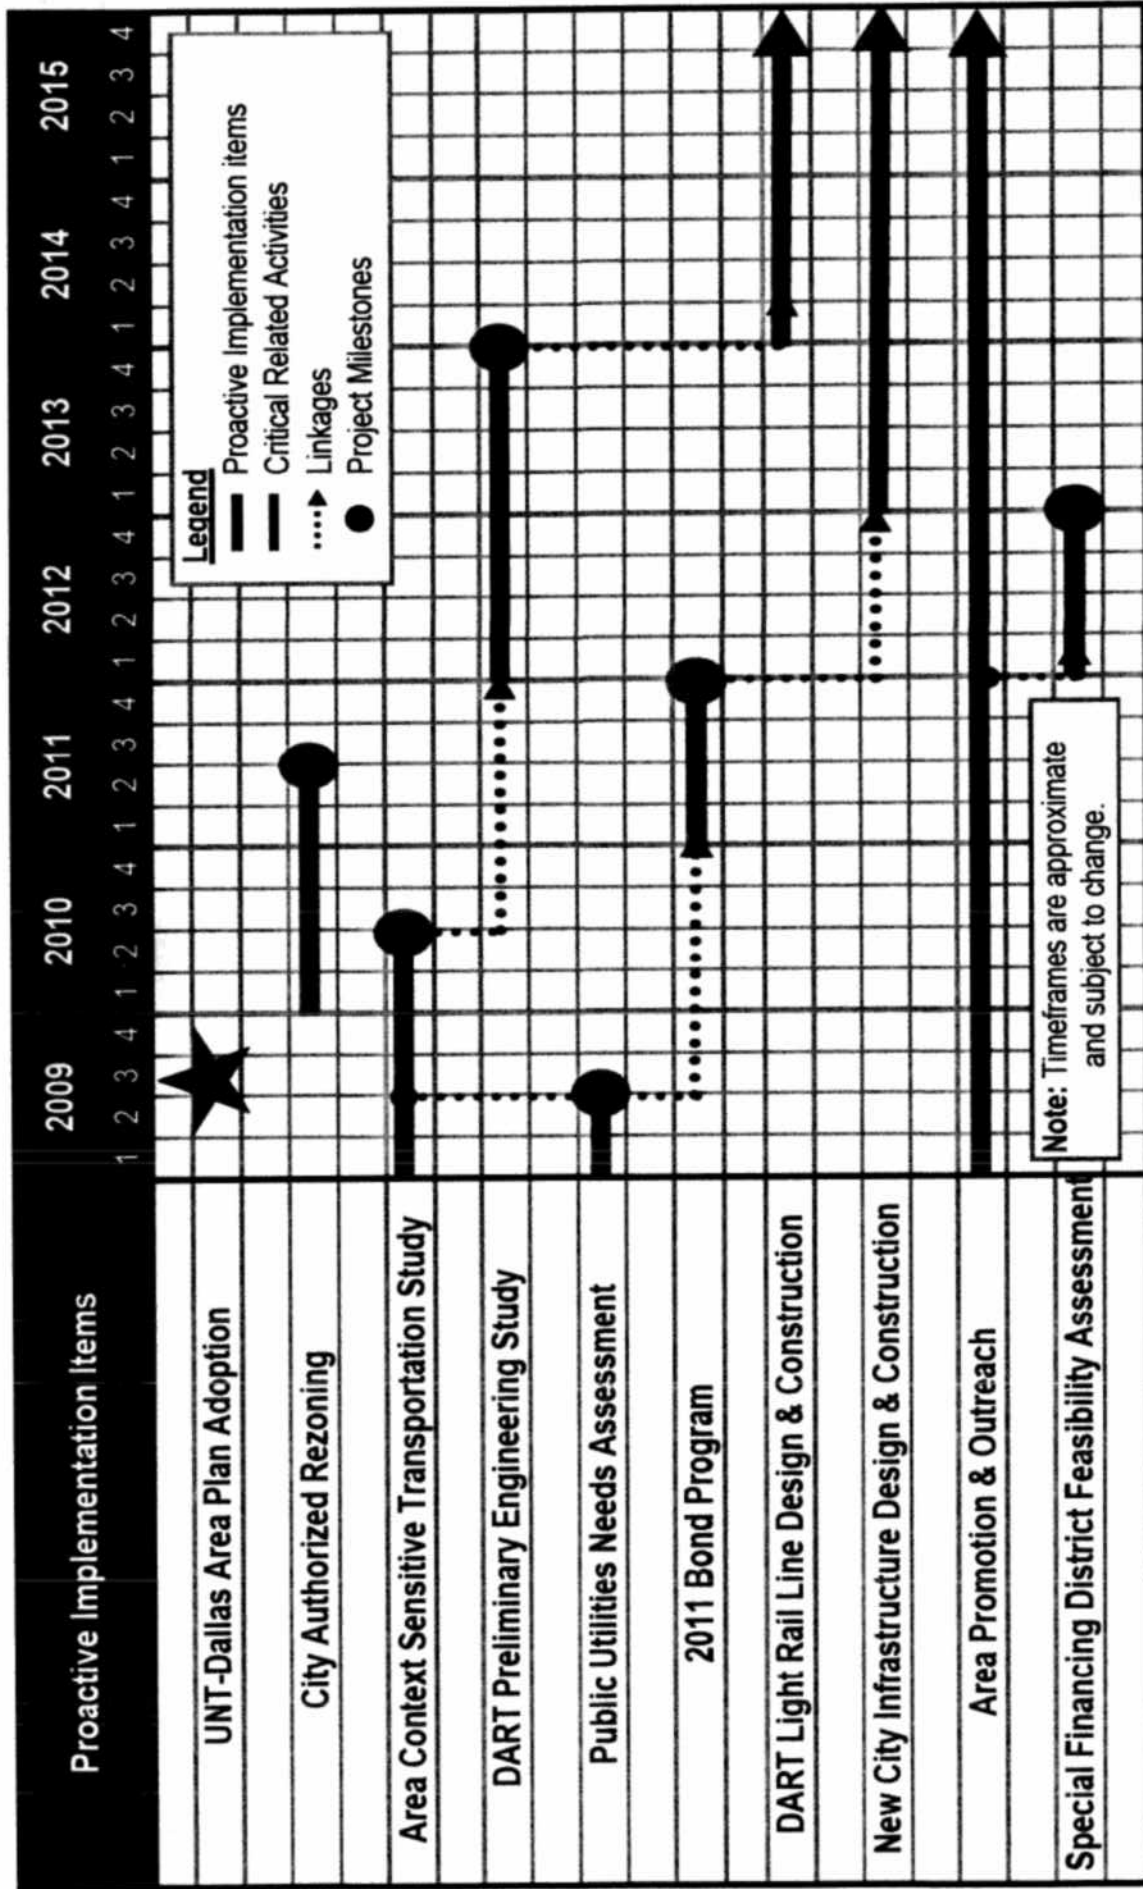 Proactive Implementation Items
2009 2010 2011 2012 2013 2014 2015
1 2 3 4 1 2 3 4 1 2 3 4 1 2 3 4 1 2 3 4 1 2 3 4 1 2 3 4
UNT-Dallas Area Plan Adoption
City Authorized Rezoning
Area Context Sensitive Transportation Study
DART Preliminary Engineering Study
Public Utilities Needs Assessment
2011 Bond Program
DART Light Rail Line Design & Construction
New City Infrastructure Design & Construction
Area Promotion & Outreach
Special Financing District Feasibility Assessment
Legend
Proactive Implementation items
Critical Related Activities
Linkages
Project Milestones
Note: Timeframes are approximate
and subject to change.